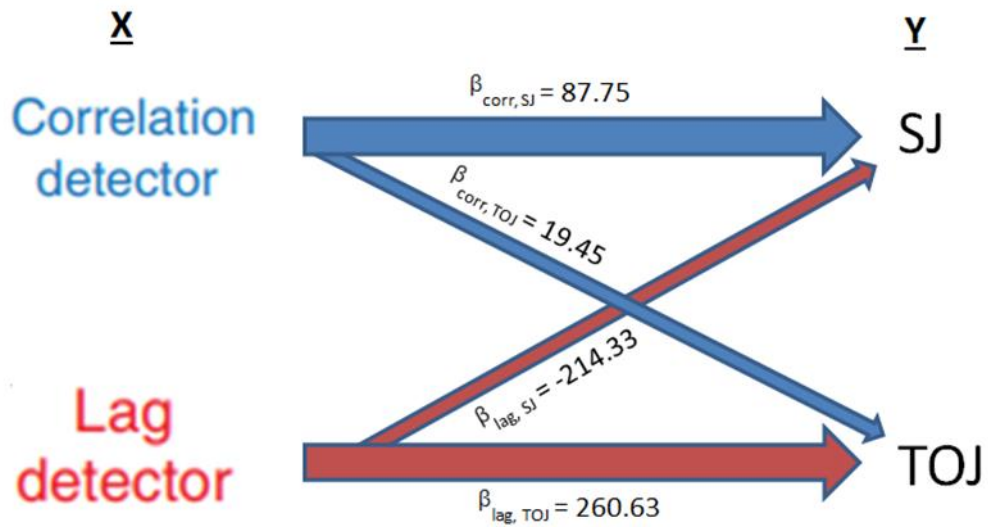 X
Y
Correlation
detector
β corr, SJ = 87.75
SJ
β corr, TOJ = 19.45
β lag, SJ = -214.33
Lag
detector
TOJ
β lag, TOJ = 260.63